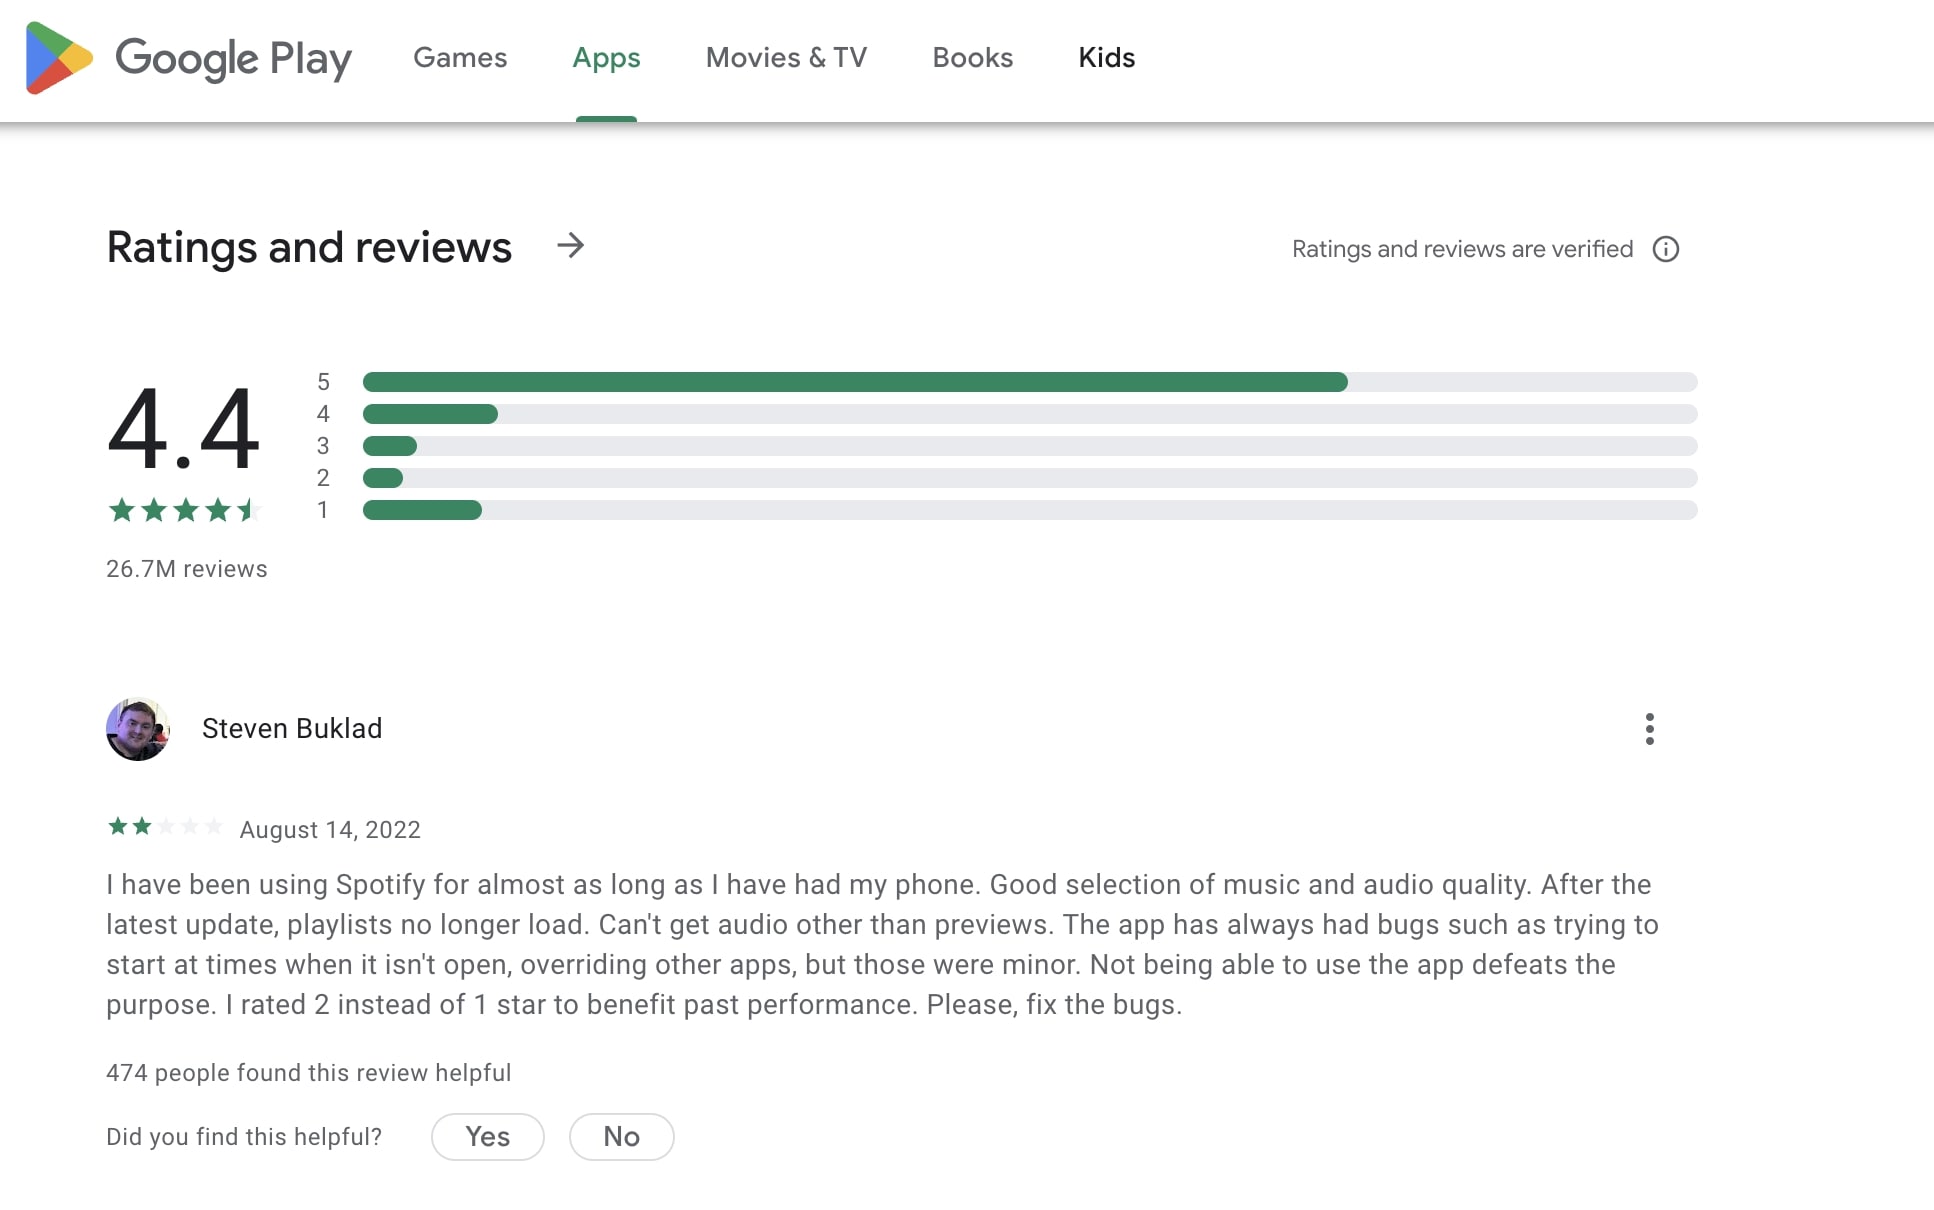 Google Play Games Apps Movies & TV Books Kids
Ratings and reviews
Ratings and reviews are verified
4.4
5
4
3
2
1
26.7M reviews
Steven Buklad
August 14, 2022
I have been using Spotify for almost as long as I have had my phone. Good selection of music and audio quality. After the
latest update, playlists no longer load. Can't get audio other than previews. The app has always had bugs such as trying to
start at times when it isn't open, overriding other apps, but those were minor. Not being able to use the app defeats the
purpose. I rated 2 instead of 1 star to benefit past performance. Please, fix the bugs.
474 people found this review helpful
Did you find this helpful? Yes No